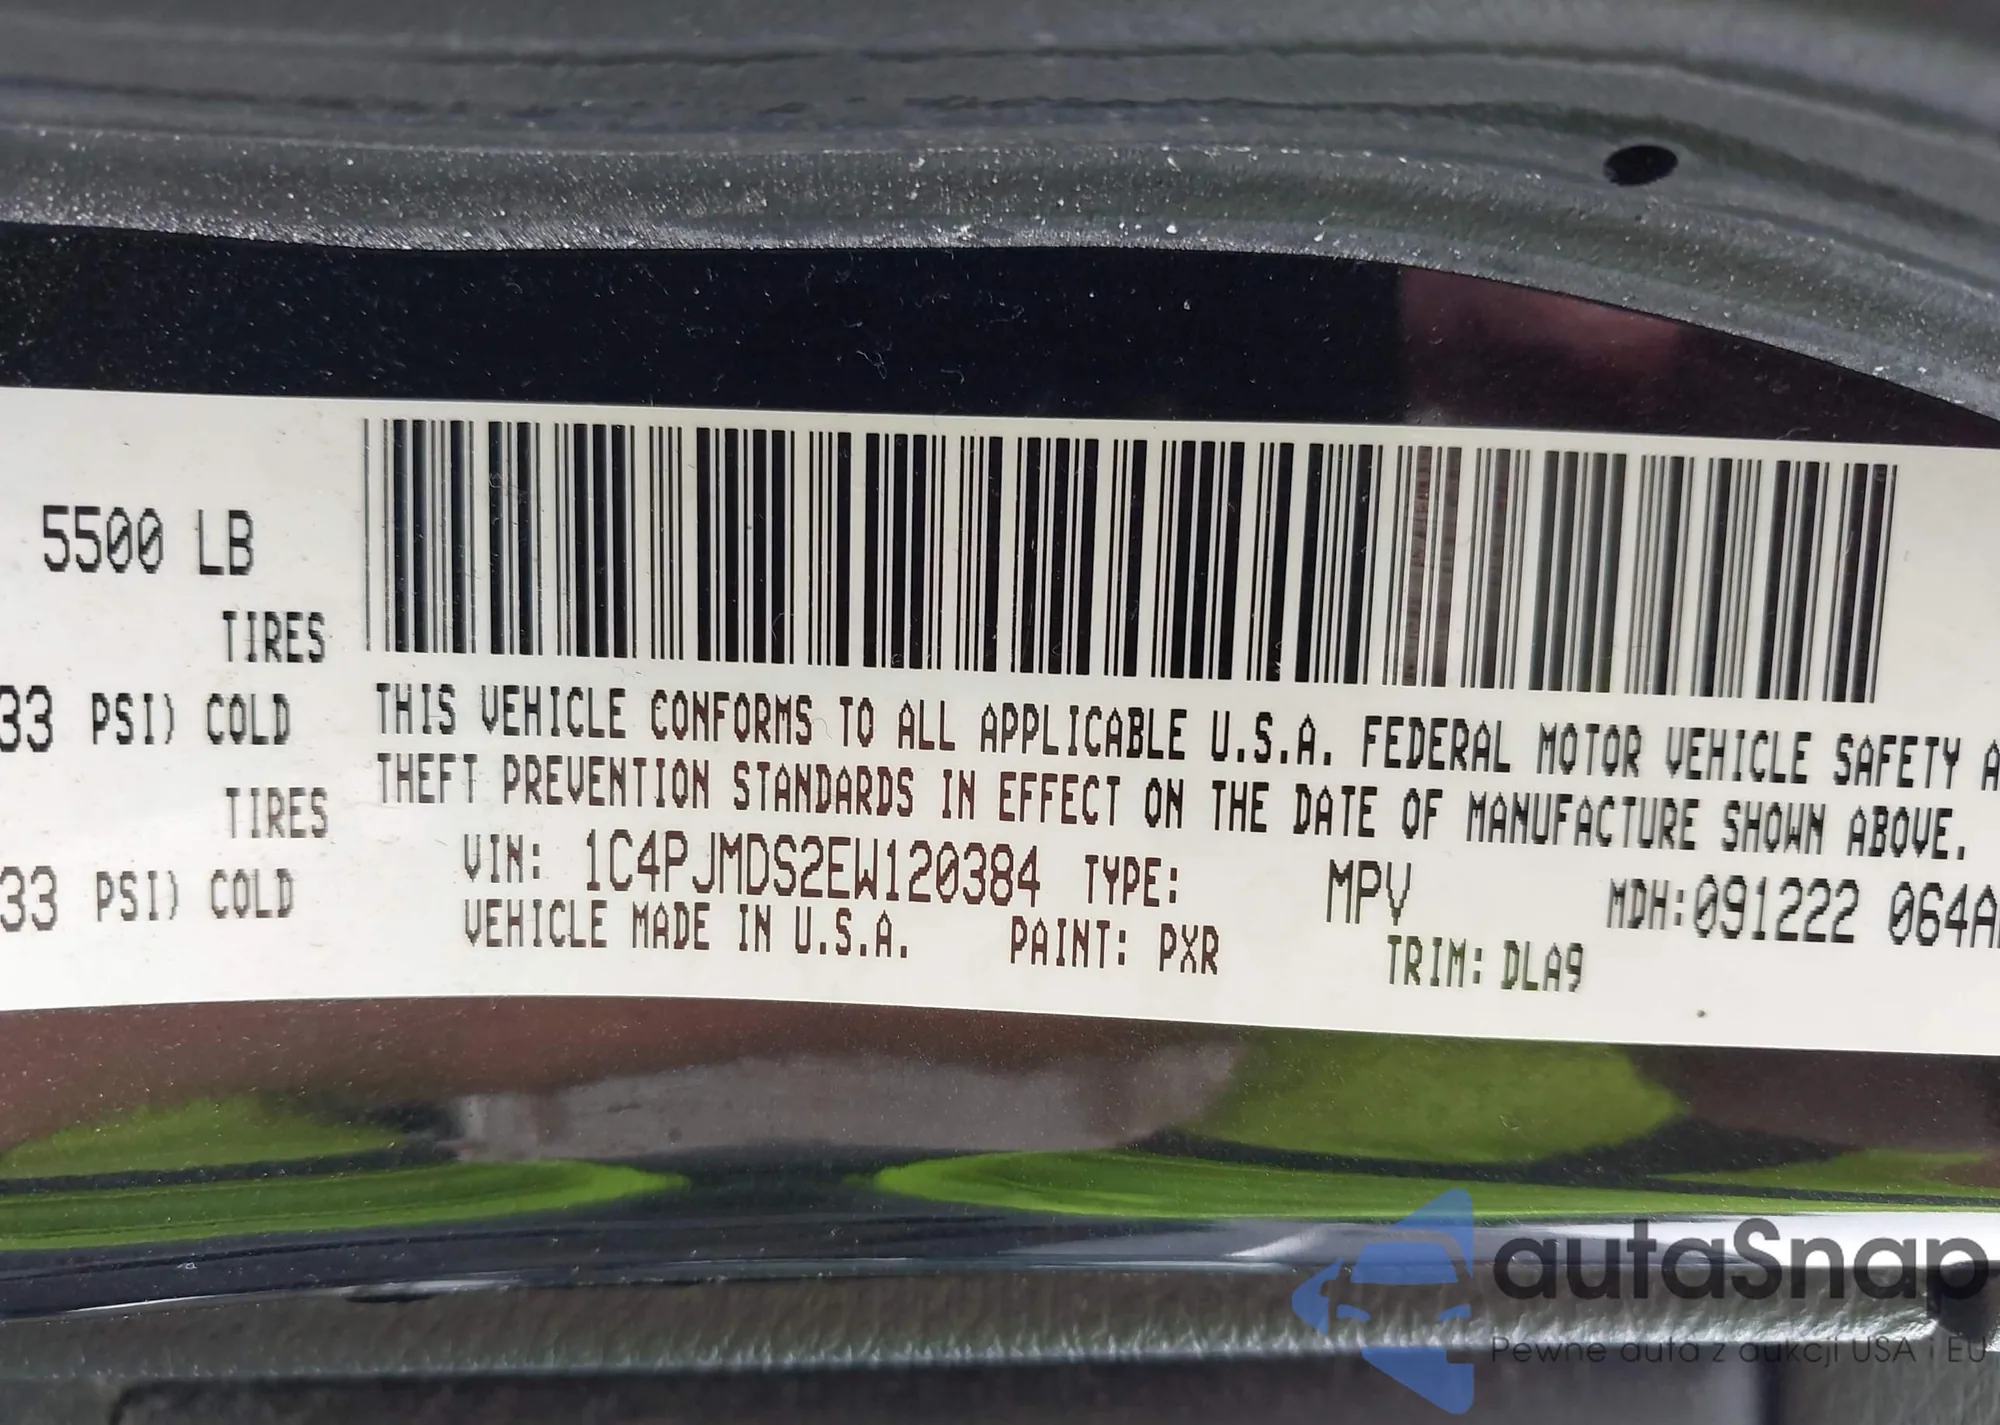 5500 LB
TIRES
33 PSI) COLD
TIRES
33 PSI) COLD
THIS VEHICLE CONFORMS TO ALL APPLICABLE U.S.A. FEDERAL MOTOR VEHICLE SAFETY A
THEFT PREVENTION STANDARDS IN EFFECT ON THE DATE OF MANUFACTURE SHOWN ABOVE.
VIN: 1C4PJMDS2EW120384 TYPE: MPV MDH:091222 064A
VEHICLE MADE IN U.S.A. PAINT: PXR TRIM: DLA9
autaSnap
Pewne auta z aukcji USA i EU